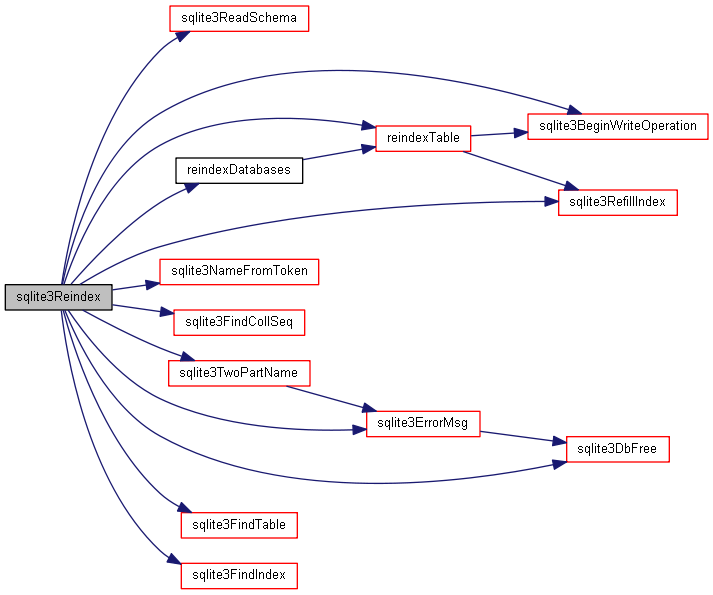 sqlite3ReadSchema
sqlite3BeginWriteOperation
reindexTable
reindexDatabases
sqlite3RefillIndex
sqlite3NameFromToken
sqlite3Reindex
sqlite3FindCollSeq
sqlite3TwoPartName
sqlite3ErrorMsg
sqlite3DbFree
sqlite3FindTable
sqlite3FindIndex